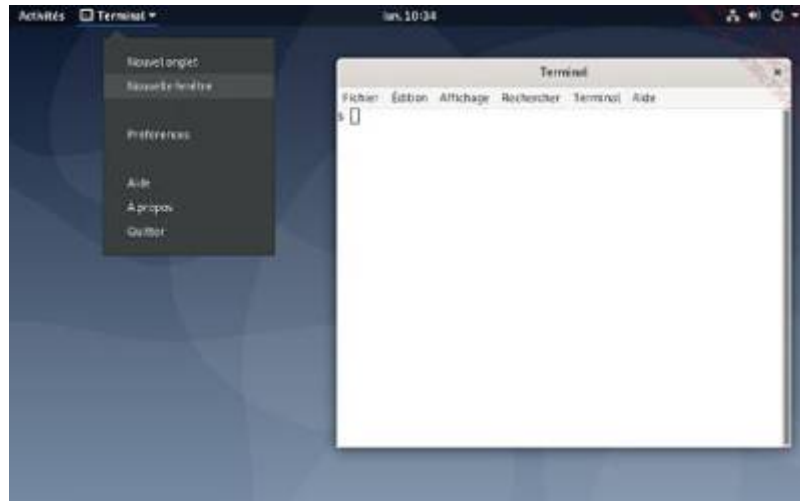 Activités Terminal lun. 10:34
Nouvel onglet
Nouvelle fenêtre
Préférences
Aide
À propos
Quitter
Terminal
Fichier Édition Affichage Rechercher Terminal Aide
$